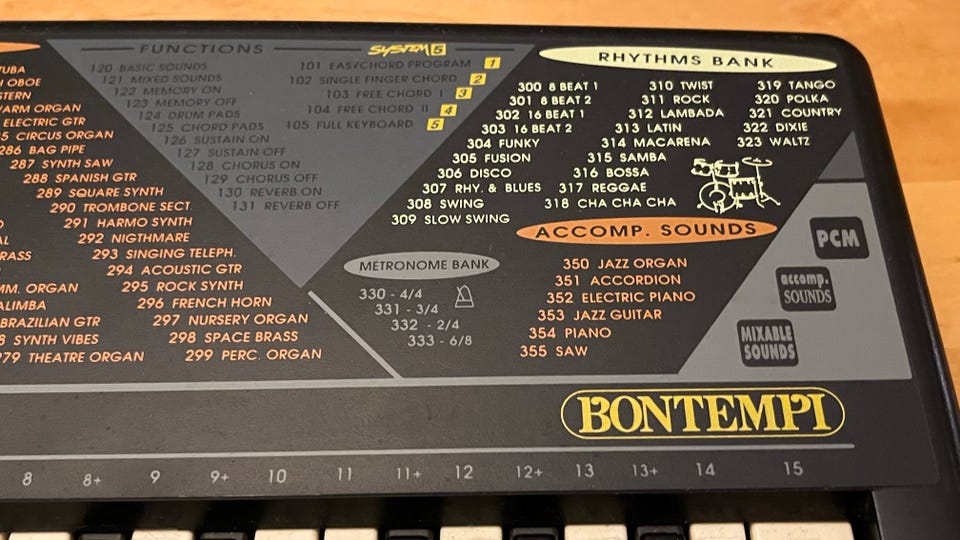 TUBA
OBOE
ORGAN
ELECTRIC GTR
CIRCUS ORGAN
286 BAG PIPE
287 SYNTH SAW
288 SPANISH GTR
289 SQUARE SYNTH
290 TROMBONE SECT.
291 HARMO SYNTH
292 NIGTHMARE
293 SINGING TELEPH.
294 ACOUSTIC GTR
295 ROCK SYNTH
296 FRENCH HORN
297 NURSERY ORGAN
298 SPACE BRASS
299 PERC. ORGAN
ORGAN
BRAZILIAN GTR
8 SYNTH VIBES
279 THEATRE ORGAN
FUNCTIONS
120 BASIC SOUNDS
121 MIXED SOUNDS
122 MEMORY ON
123 MEMORY OFF
124 DRUM PADS
125 CHORD PADS
126 SUSTAIN ON
127 SUSTAIN OFF
128 CHORUS ON
129 CHORUS OFF
130 REVERB ON
131 REVERB OFF
SYSTEM 5
101 EASYCHORD PROGRAM 1
102 SINGLE FINGER CHORD 2
103 FREE CHORD I 3
104 FREE CHORD II 4
105 FULL KEYBOARD 5
RHYTHMS BANK
300 8 BEAT 1
301 8 BEAT 2
302 16 BEAT 1
303 16 BEAT 2
304 FUNKY
305 FUSION
306 DISCO
307 RHY. & BLUES
308 SWING
309 SLOW SWING
310 TWIST
311 ROCK
312 LAMBADA
313 LATIN
314 MACARENA
315 SAMBA
316 BOSSA
317 REGGAE
318 CHA CHA CHA
319 TANGO
320 POLKA
321 COUNTRY
322 DIXIE
323 WALTZ
METRONOME BANK
330 - 4/4
331 - 3/4
332 - 2/4
333 - 6/8
ACCOMP. SOUNDS
350 JAZZ ORGAN
351 ACCORDION
352 ELECTRIC PIANO
353 JAZZ GUITAR
354 PIANO
355 SAW
PCM
accomp.
SOUNDS
MIXABLE
SOUNDS
BONTEMPI
8 8+ 9 9+ 10 11 11+ 12 12+ 13 13+ 14 15